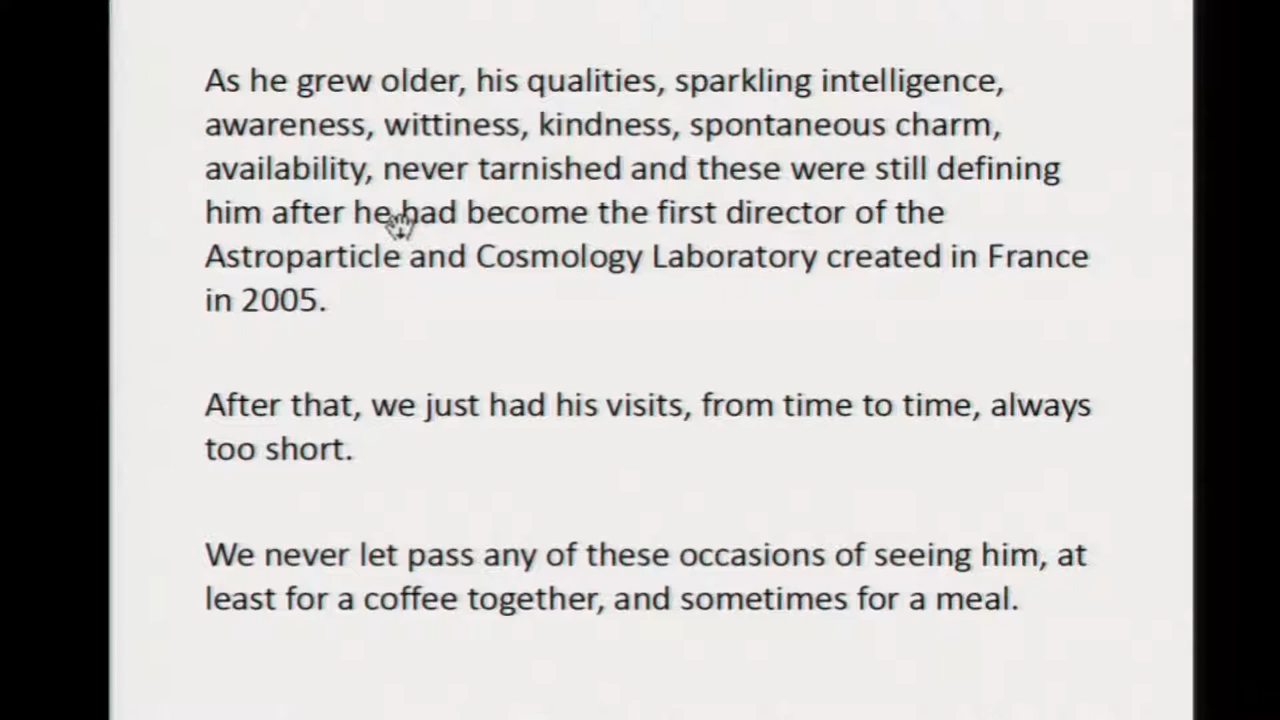 As he grew older, his qualities, sparkling intelligence,
awareness, wittiness, kindness, spontaneous charm,
availability, never tarnished and these were still defining
him after he had become the first director of the
Astroparticle and Cosmology Laboratory created in France
in 2005.
After that, we just had his visits, from time to time, always
too short.
We never let pass any of these occasions of seeing him, at
least for a coffee together, and sometimes for a meal.